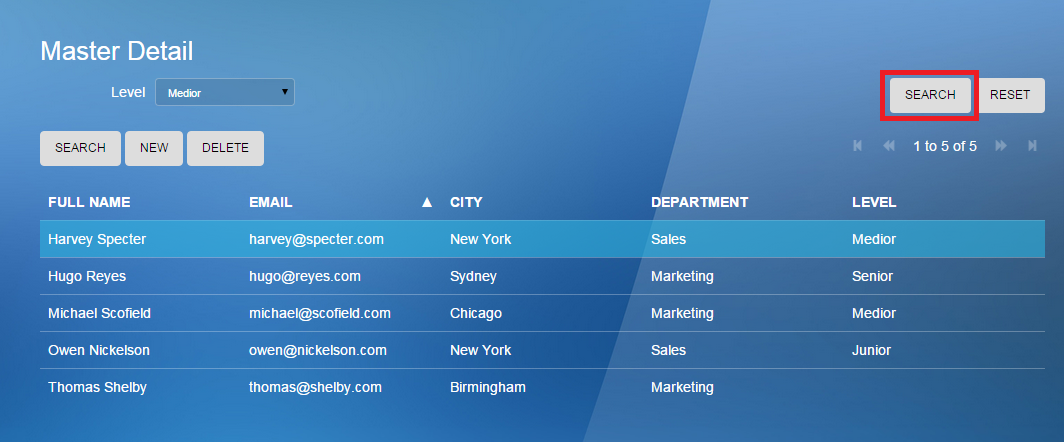 Master Detail
Level Medior ▼ SEARCH RESET
SEARCH NEW DELETE 1 to 5 of 5
FULL NAME EMAIL ▲ CITY DEPARTMENT LEVEL
Harvey Specter harvey@specter.com New York Sales Medior
Hugo Reyes hugo@reyes.com Sydney Marketing Senior
Michael Scofield michael@scofield.com Chicago Marketing Medior
Owen Nickelson owen@nickelson.com New York Sales Junior
Thomas Shelby thomas@shelby.com Birmingham Marketing